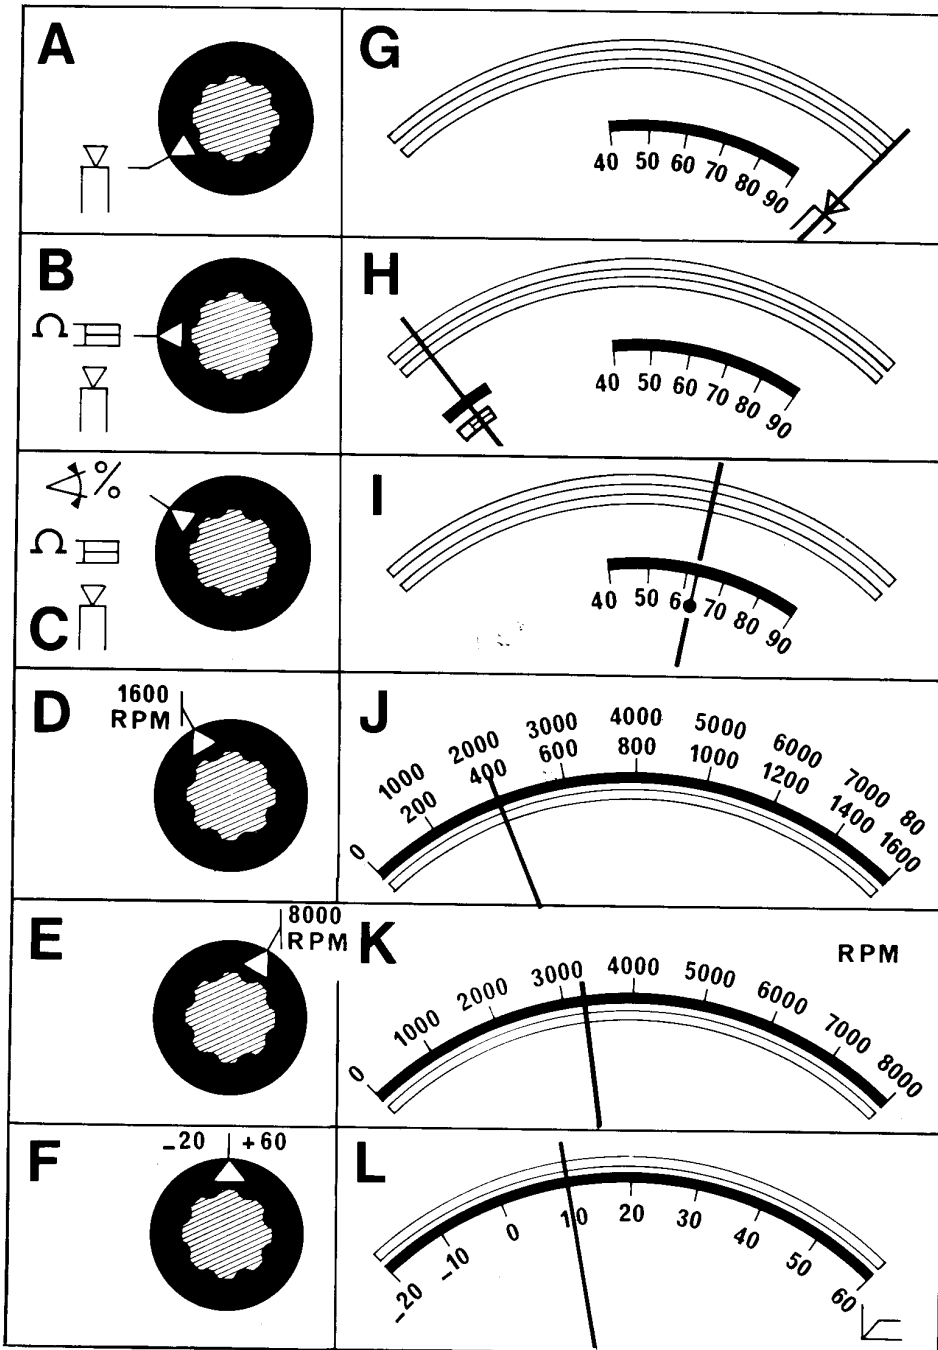 A
G
40 50 60 70 80 90
B
Ω
H
40 50 60 70 80 90
%
Ω
C
I
40 50 6 70 80 90
D
1600
RPM
J
0 1000 2000 3000 4000 5000 6000 7000 80
200 400 600 800 1000 1200 1400 1600
E
8000
RPM
K
RPM
0 1000 2000 3000 4000 5000 6000 7000 8000
F
–20 +60
L
–20 –10 0 10 20 30 40 50 60